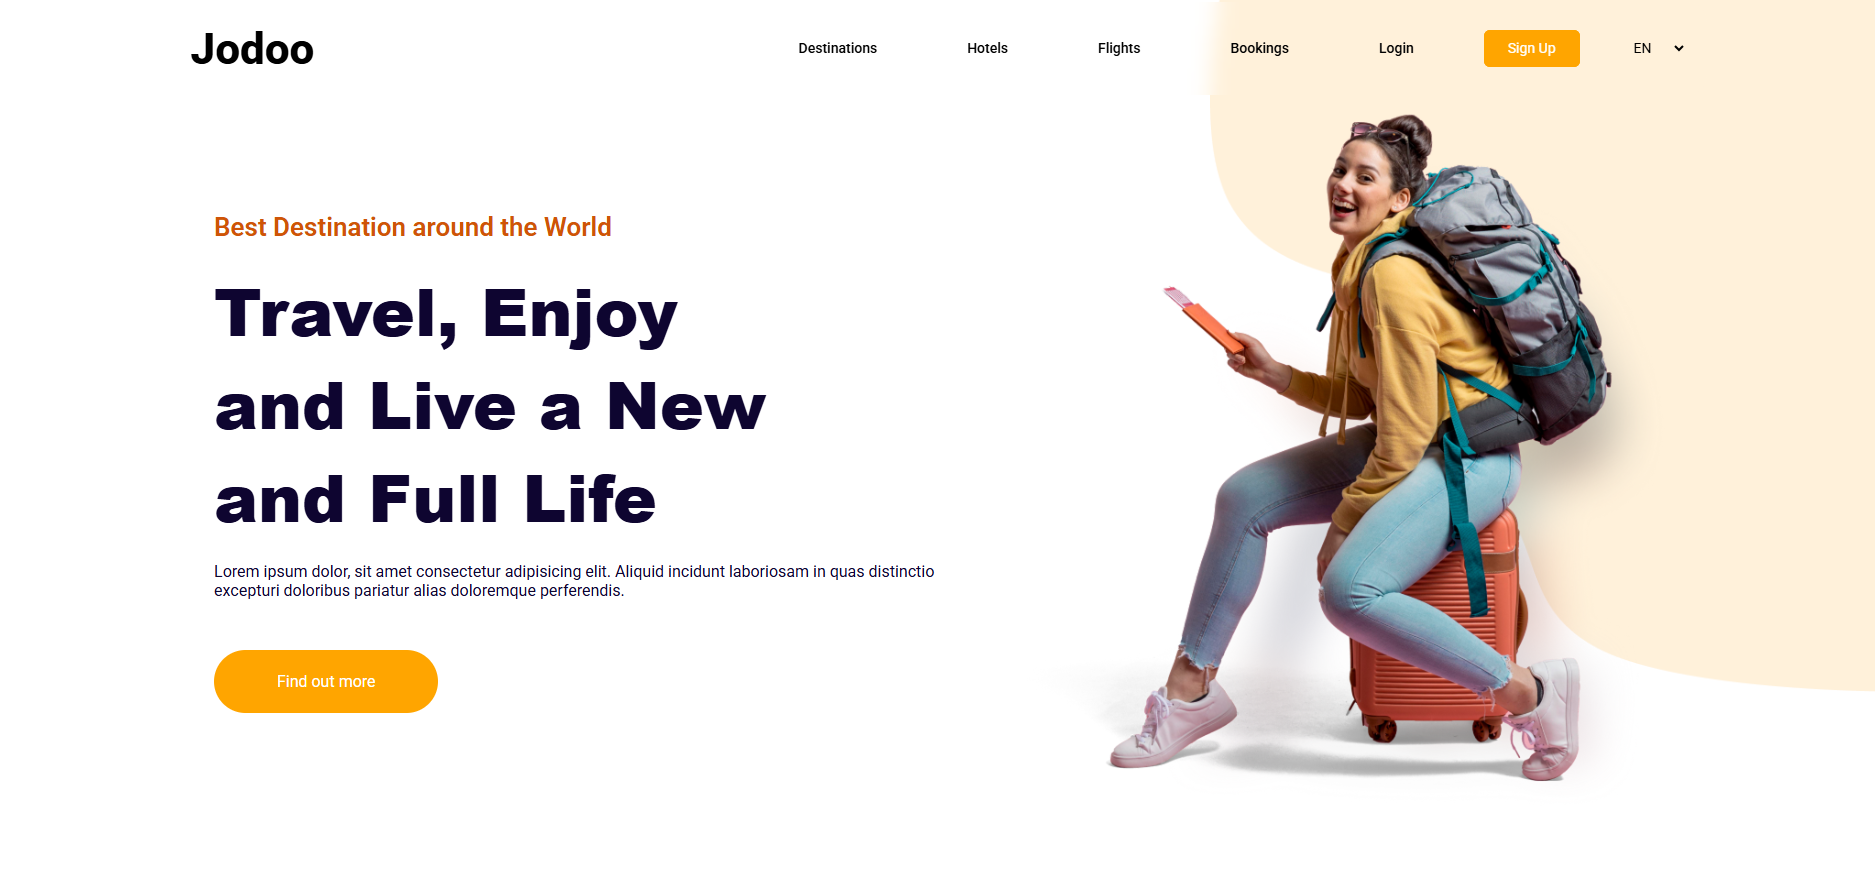 Jodoo
Destinations
Hotels
Flights
Bookings
Login
Sign Up
EN
Best Destination around the World
Travel, Enjoy
and Live a New
and Full Life
Lorem ipsum dolor, sit amet consectetur adipisicing elit. Aliquid incidunt laboriosam in quas distinctio
excepturi doloribus pariatur alias doloremque perferendis.
Find out more